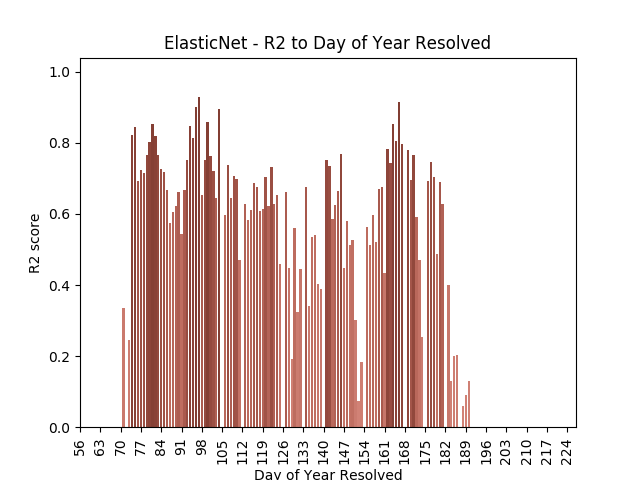 ElasticNet - R2 to Day of Year Resolved
1.0
0.8
0.6
0.4
0.2
0.0
R2 score
56 63 70 77 84 91 98 105 112 119 126 133 140 147 154 161 168 175 182 189 196 203 210 217 224
Day of Year Resolved